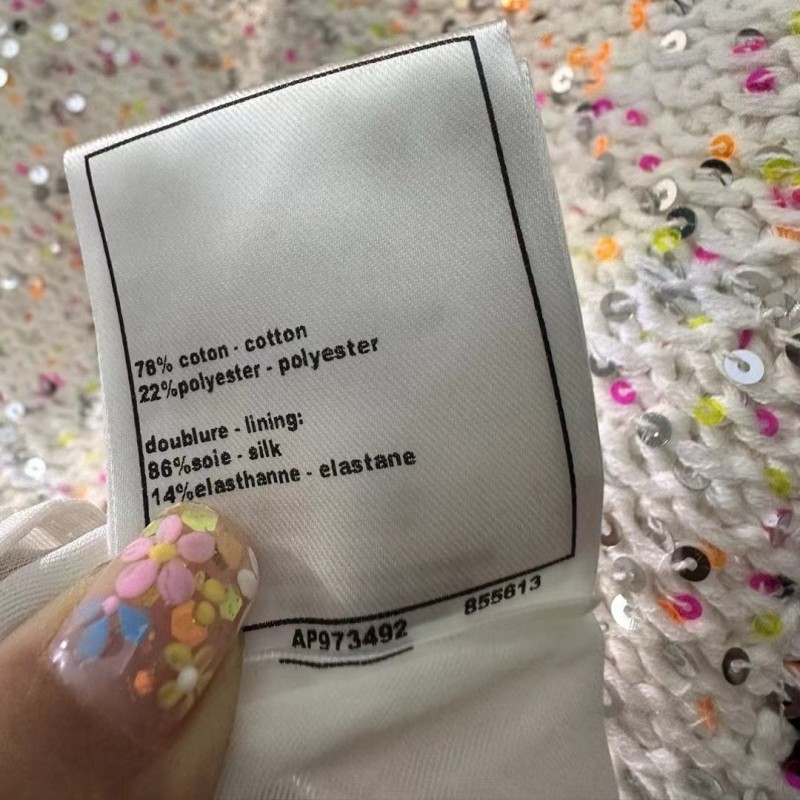 78% coton - cotton
22%polyester - polyester
doublure - lining:
86%soie - silk
14%elasthanne - elastane
855613
AP973492